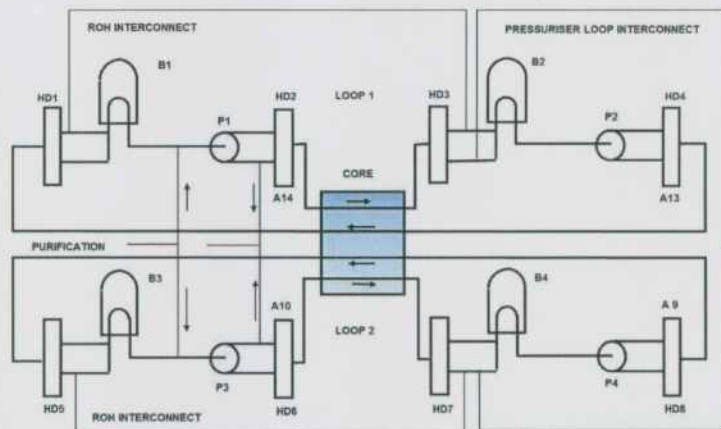 ROH INTERCONNECT
PRESSURISER LOOP INTERCONNECT
B1
B2
HD1
HD2
LOOP 1
HD3
HD4
P1
P2
CORE
A14
A13
PURIFICATION
B3
A10
B4
A 9
LOOP 2
P3
P4
HD5
HD6
HD7
HD8
ROH INTERCONNECT